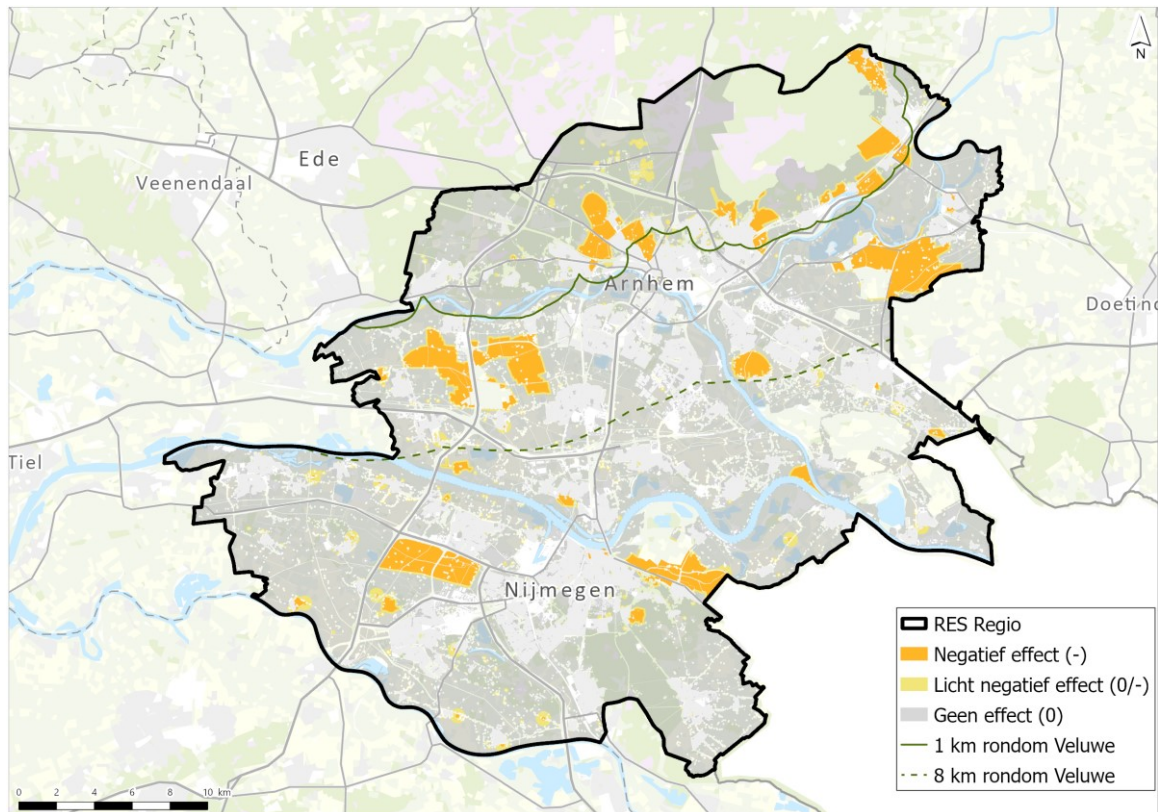 N
Ede
Veenendaal
Arnhem
Doetinc
Tiel
Nijmegen
RES Regio
Negatief effect (-)
Licht negatief effect (0/-)
Geen effect (0)
1 km rondom Veluwe
8 km rondom Veluwe
0 2 4 6 8 10 km